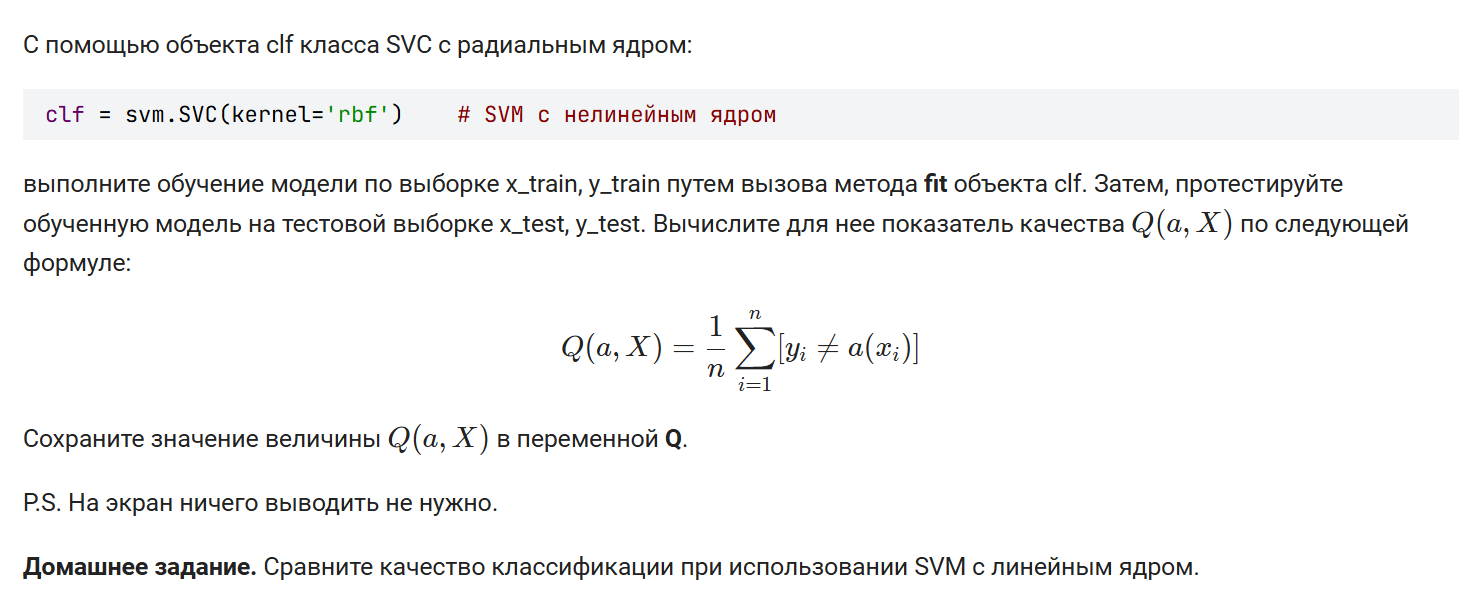 С помощью объекта clf класса SVC с радиальным ядром:
clf = svm.SVC(kernel='rbf')    # SVM с нелинейным ядром
выполните обучение модели по выборке x_train, y_train путем вызова метода fit объекта clf. Затем, протестируйте
обученную модель на тестовой выборке x_test, y_test. Вычислите для нее показатель качества Q(a, X) по следующей
формуле:
Q(a, X) = \frac{1}{n} \sum_{i=1}^{n} [y_i ≠ a(x_i)]
Сохраните значение величины Q(a, X) в переменной Q.
P.S. На экран ничего выводить не нужно.
Домашнее задание. Сравните качество классификации при использовании SVM с линейным ядром.